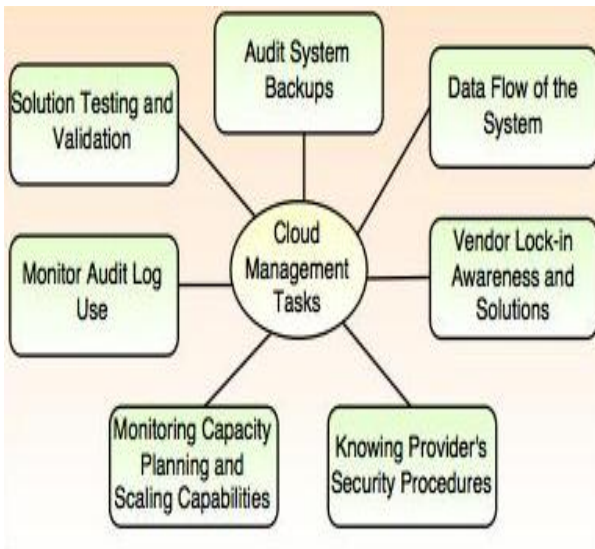 Audit System
Backups
Solution Testing and
Validation
Data Flow of the
System
Cloud
Management
Tasks
Monitor Audit Log
Use
Vendor Lock-in
Awareness and
Solutions
Monitoring Capacity
Planning and
Scaling Capabilities
Knowing Provider's
Security Procedures